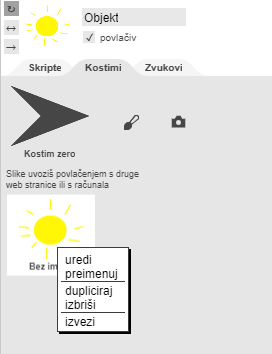 Objekt
povlačiv
Skripte Kostimi Zvukovi
Kostim zero
Slike uvoziš povlačenjem s druge
web stranice ili s računala
Bez im
uredi
preimenuj
dupliciraj
izbriši
izvezi